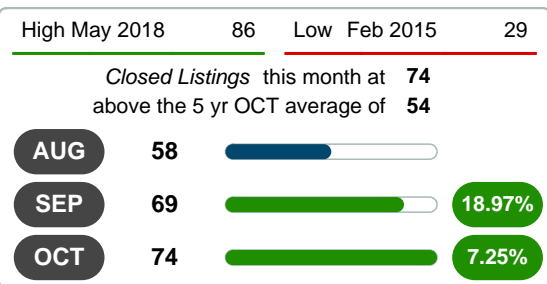 High May 2018 86 Low Feb 2015 29
Closed Listings this month at 74
above the 5 yr OCT average of 54
AUG 58
SEP 69 18.97%
OCT 74 7.25%